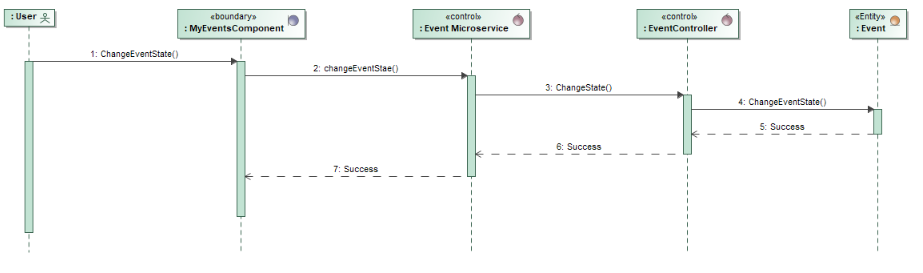 : User
«boundary»
: MyEventsComponent
«control»
: Event Microservice
«control»
: EventController
«Entity»
: Event
1: ChangeEventState()
2: changeEventStae()
3: ChangeState()
4: ChangeEventState()
5: Success
6: Success
7: Success